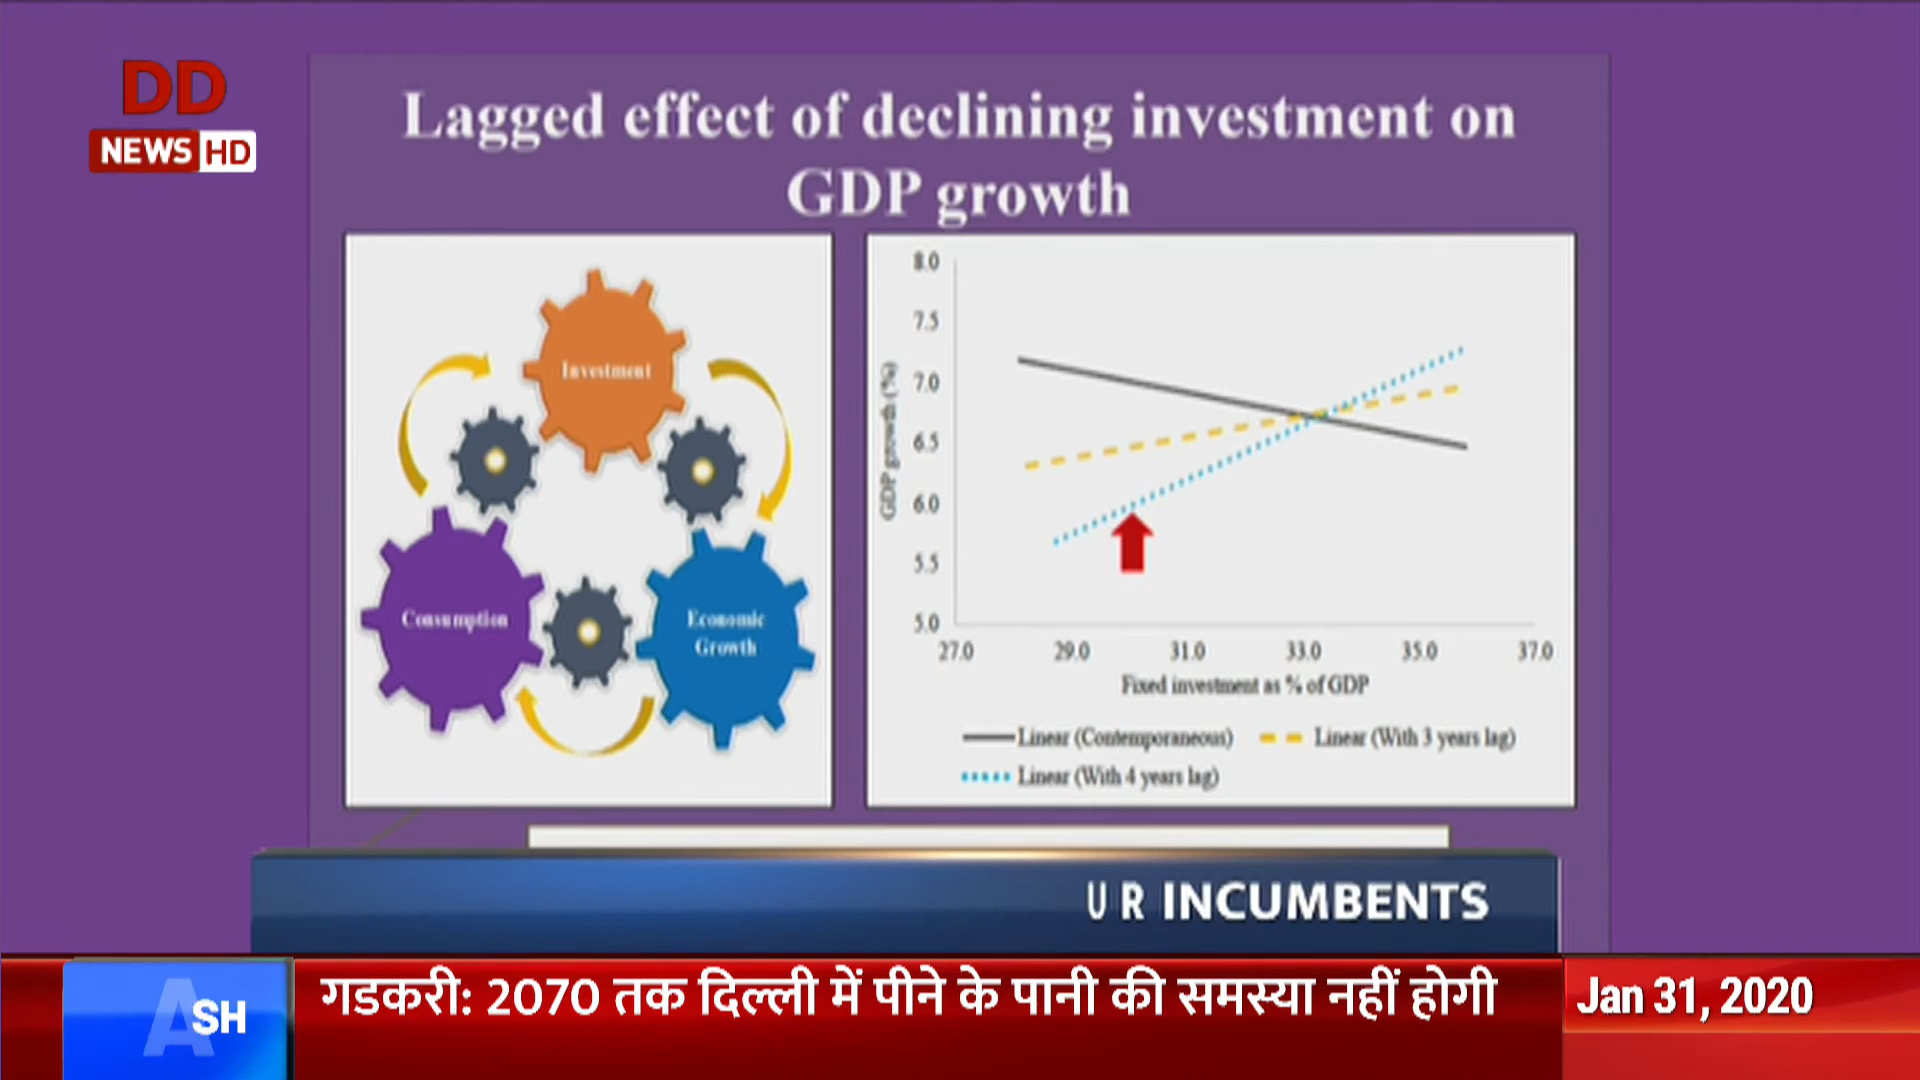 DD
NEWS HD
Lagged effect of declining investment on
GDP growth
Investment
Consumption
Economic
Growth
8.0
7.5
7.0
6.5
6.0
5.5
5.0
GDP growth (%)
27.0 29.0 31.0 33.0 35.0 37.0
Fixed investment as % of GDP
Linear (Contemporaneous) Linear (With 3 years lag)
Linear (With 4 years lag)
U R INCUMBENTS
A SH
गडकरी: 2070 तक दिल्ली में पीने के पानी की समस्या नहीं होगी
Jan 31, 2020